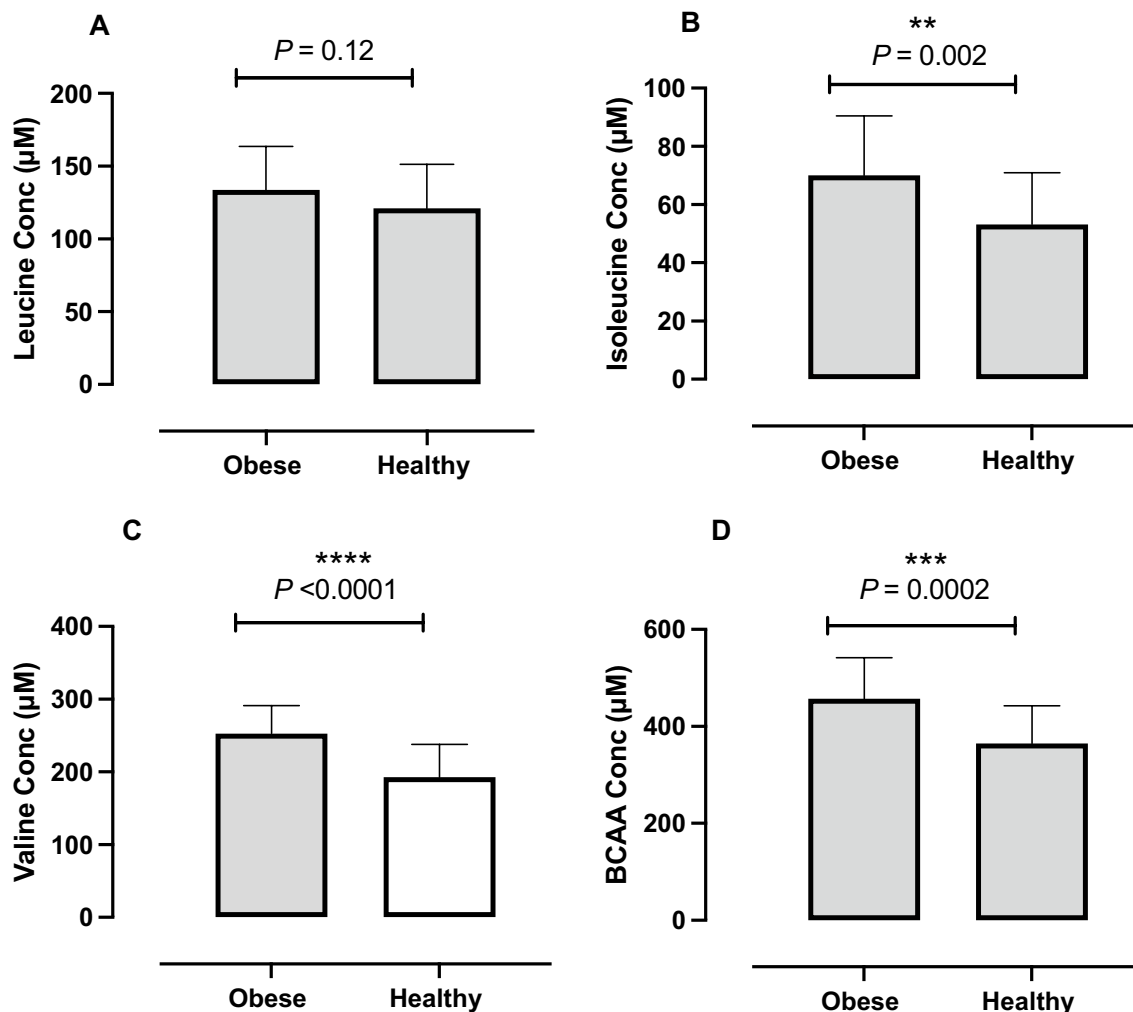 A
P = 0.12
Leucine Conc (µM)
200
150
100
50
0
Obese Healthy
B
**
P = 0.002
Isoleucine Conc (µM)
100
80
60
40
20
0
Obese Healthy
C
****
P <0.0001
Valine Conc (µM)
400
300
200
100
0
Obese Healthy
D
***
P = 0.0002
BCAA Conc (µM)
600
400
200
0
Obese Healthy